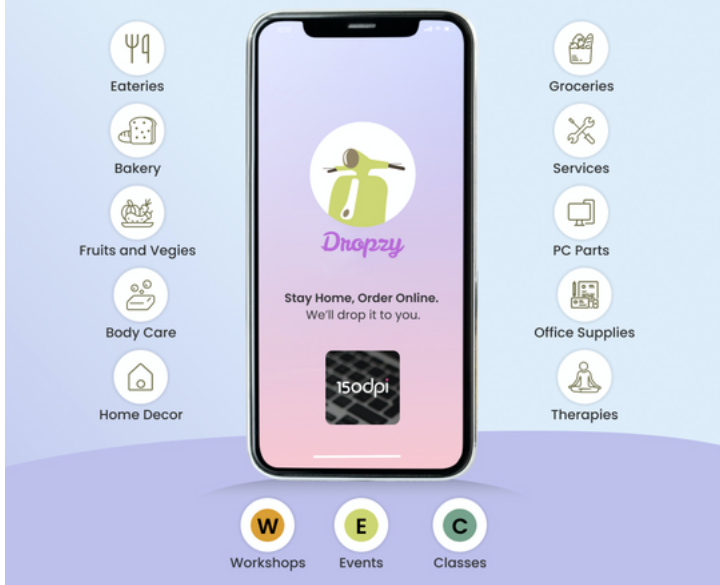 Eateries
Bakery
Fruits and Vegies
Body Care
Home Decor
Dropzy
Stay Home, Order Online.
We'll drop it to you.
150dpi
Groceries
Services
PC Parts
Office Supplies
Therapies
W
Workshops
E
Events
C
Classes